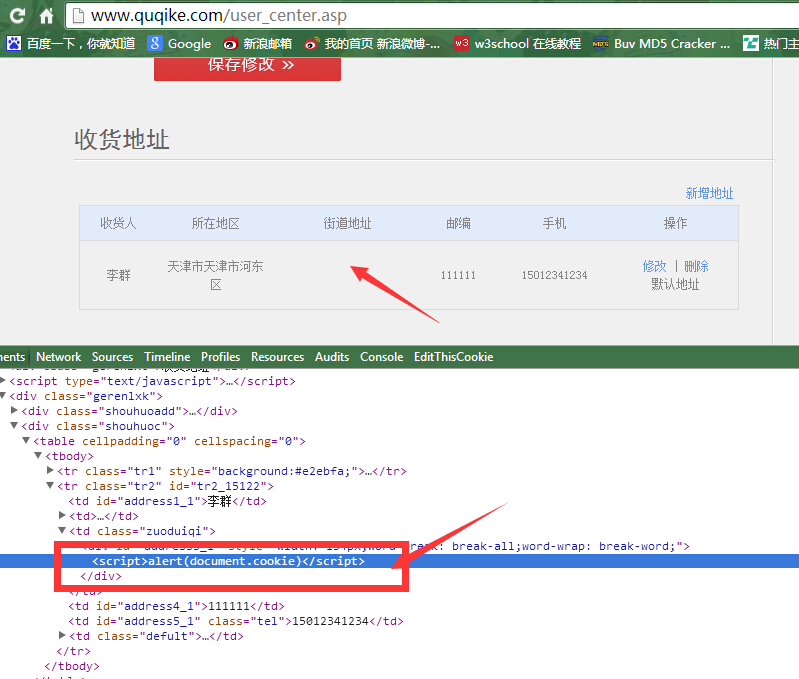 www.quqike.com/user_center.asp
百度一下，你就知道 Google 新浪邮箱 我的首页 新浪微博-... w3 w3school 在线教程 MD5 Buv MD5 Cracker ... 热门主
保存修改 »
收货地址
新增地址
收货人 所在地区 街道地址 邮编 手机 操作
李群 天津市天津市河东区 111111 15012341234 修改 | 删除
默认地址
nents Network Sources Timeline Profiles Resources Audits Console EditThisCookie
<script type="text/javascript">…</script>
<div class="gerenlxk">
<div class="shouhuoadd">…</div>
<div class="shouhuoc">
<table cellpadding="0" cellspacing="0">
<tbody>
<tr class="tr1" style="background:#e2ebfa;">…</tr>
<tr class="tr2" id="tr2_15122">
<td id="address1_1">李群</td>
<td>…</td>
<td class="zuoduiqi">
break: break-all;word-wrap: break-word;">
<script>alert(document.cookie)</script>
</div>
</td>
<td id="address4_1">111111</td>
<td id="address5_1" class="tel">15012341234</td>
<td class="defult">…</td>
</tr>
</tbody>